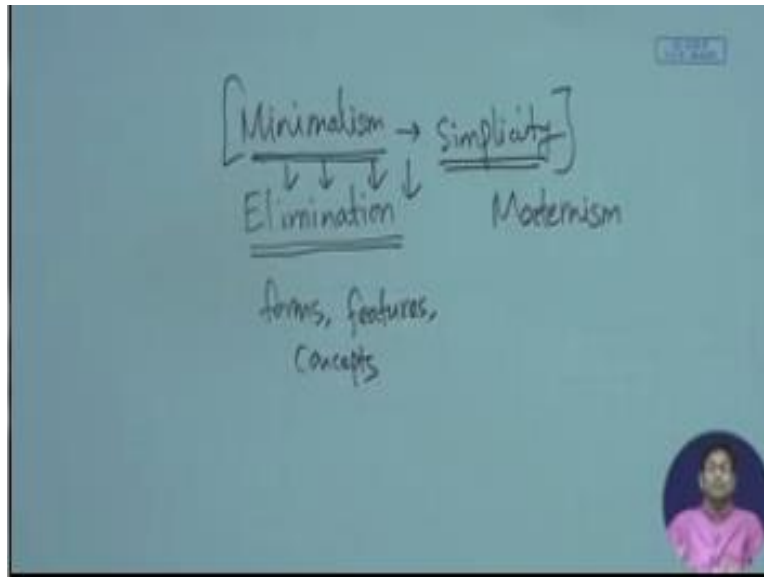 [Minimalism → Simplicity]
↓ ↓ ↓ ↓
Elimination Modernism
forms, features,
Concepts